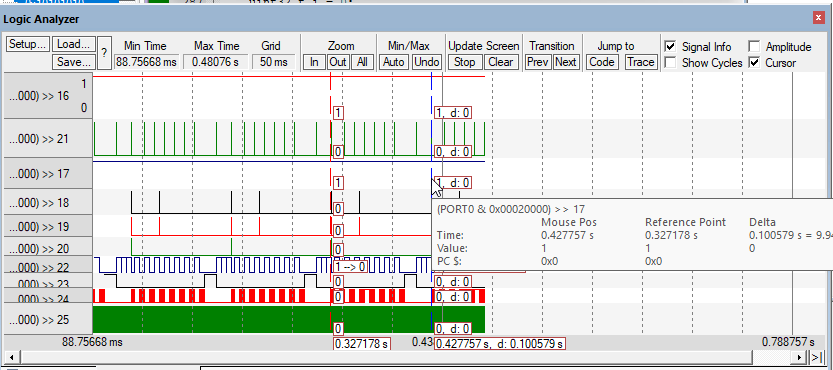 Logic Analyzer
Setup... Load... Save... ? Min Time Max Time Grid Zoom Min/Max Update Screen Transition Jump to Signal Info Amplitude
88.75668 ms 0.48076 s 50 ms In Out All Auto Undo Stop Clear Prev Next Code Trace Show Cycles Cursor
...000) >> 16 1 0 1 1, d: 0
...000) >> 21 0 0, d: 0
...000) >> 17 1 1, d: 0
...000) >> 18 0
...000) >> 19 0
...000) >> 20 0
...000) >> 22 1 --> 0
...000) >> 23 0 0, d: 0
...000) >> 24 0 0, d: 0
...000) >> 25 0 0, d: 0
(PORT0 & 0x00020000) >> 17
Mouse Pos Reference Point Delta
Time: 0.427757 s 0.327178 s 0.100579 s = 9.94
Value: 1 1 0
PC $: 0x0 0x0
88.75668 ms 0.327178 s 0.43 0.427757 s, d: 0.100579 s 0.788757 s